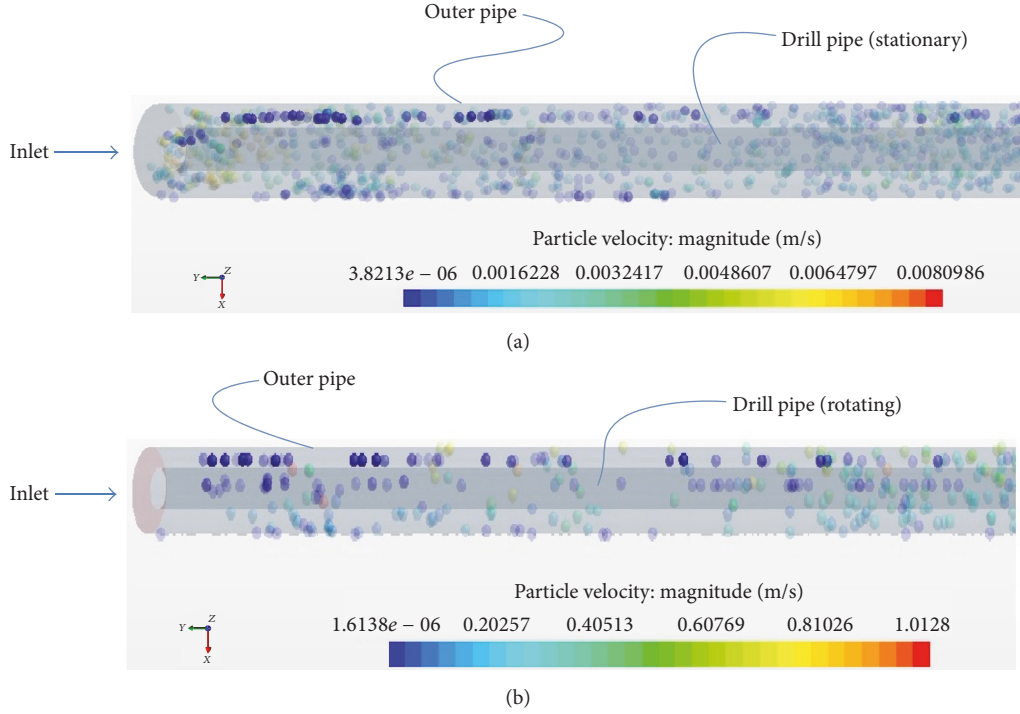 Outer pipe
Drill pipe (stationary)
Inlet
Particle velocity: magnitude (m/s)
3.8213e − 06 0.0016228 0.0032417 0.0048607 0.0064797 0.0080986
Y Z
X
(a)
Outer pipe
Drill pipe (rotating)
Inlet
Particle velocity: magnitude (m/s)
1.6138e − 06 0.20257 0.40513 0.60769 0.81026 1.0128
Y Z
X
(b)